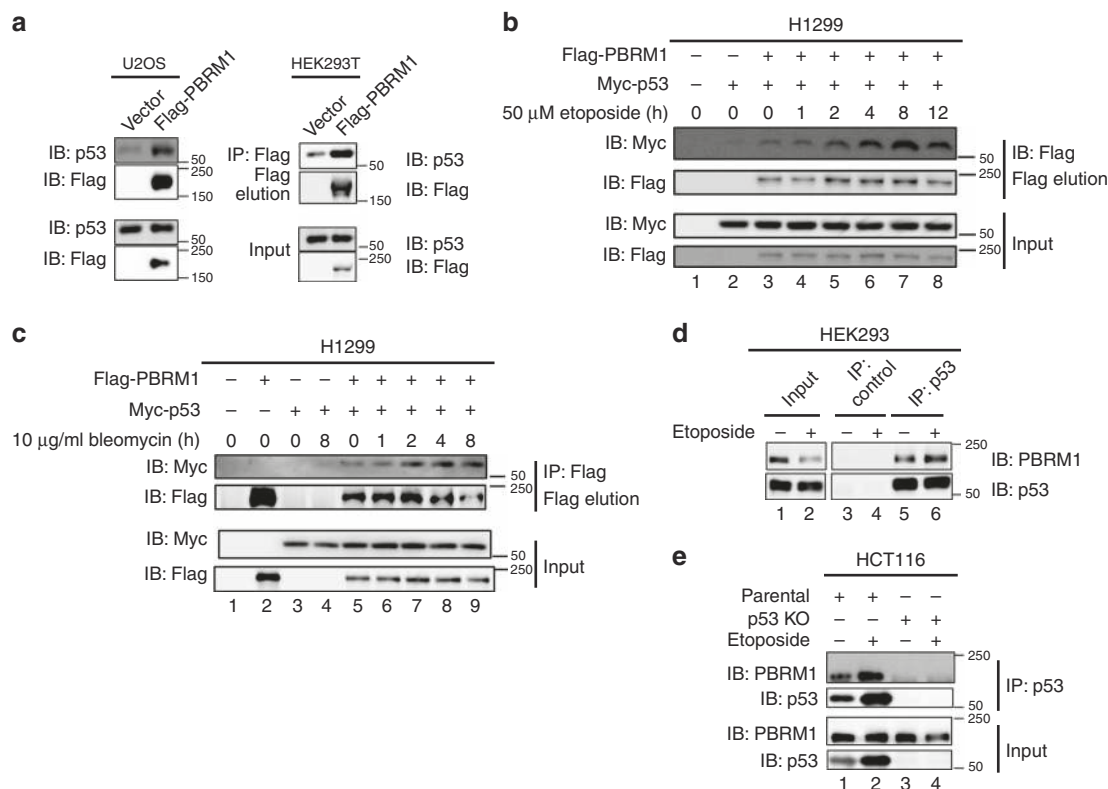 a
U2OS
HEK293T
Vector
Flag-PBRM1
Vector
Flag-PBRM1
IB: p53
50
IP: Flag
50
IB: p53
IB: Flag
250
150
Flag
elution
150
IB: Flag
IB: p53
50
Input
50
IB: p53
IB: Flag
250
150
250
150
IB: Flag
b
H1299
Flag-PBRM1 – – + + + + + +
Myc-p53 – + + + + + + +
50 µM etoposide (h) 0 0 0 1 2 4 8 12
IB: Myc
50
IB: Flag
IB: Flag
250
Flag elution
IB: Myc
50
Input
IB: Flag
250
1 2 3 4 5 6 7 8
c
H1299
Flag-PBRM1 – + – – + + + + +
Myc-p53 – – + + + + + + +
10 µg/ml bleomycin (h) 0 0 0 8 0 1 2 4 8
IB: Myc
50
IP: Flag
IB: Flag
250
Flag elution
IB: Myc
50
Input
IB: Flag
250
1 2 3 4 5 6 7 8 9
d
HEK293
Input
IP:
control
IP: p53
Etoposide – + – + – +
250
IB: PBRM1
50
IB: p53
1 2 3 4 5 6
e
HCT116
Parental + + – –
p53 KO – – + +
Etoposide – + – +
250
IB: PBRM1
IP: p53
IB: p53
50
250
IB: PBRM1
Input
IB: p53
50
1 2 3 4